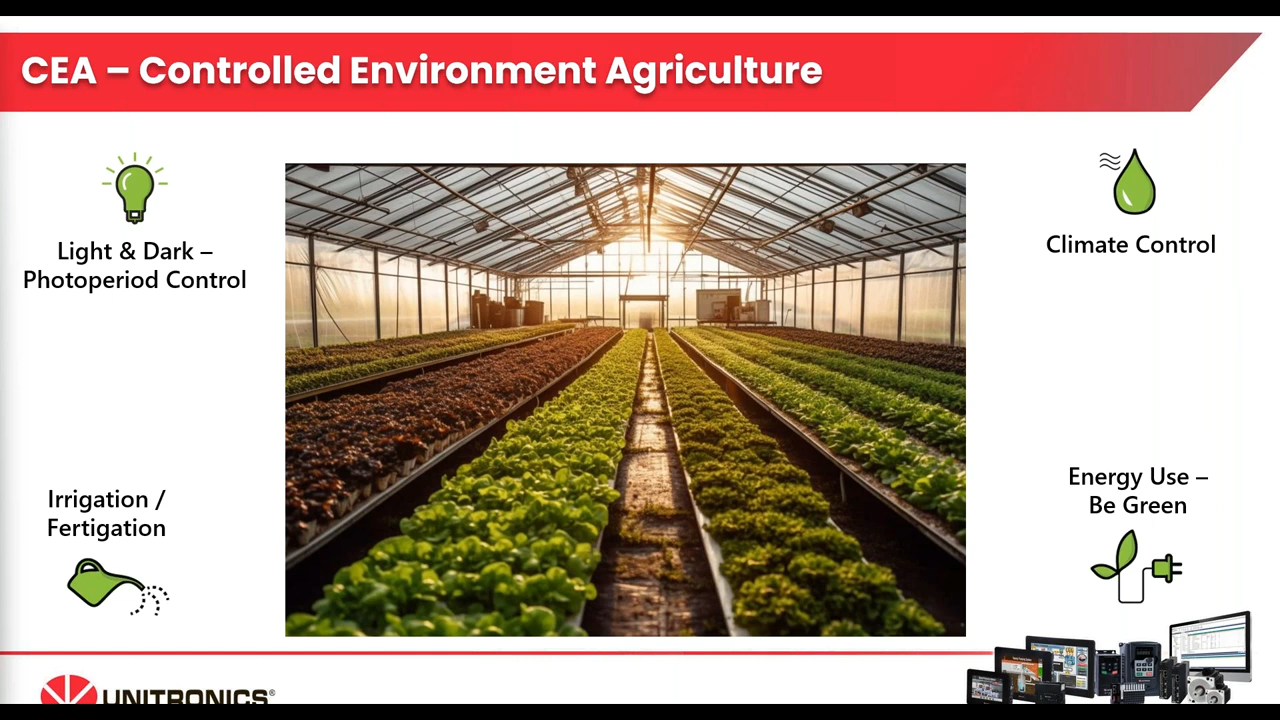 CEA – Controlled Environment Agriculture
Light & Dark –
Photoperiod Control
Climate Control
Irrigation /
Fertigation
Energy Use –
Be Green
UNITRONICS®